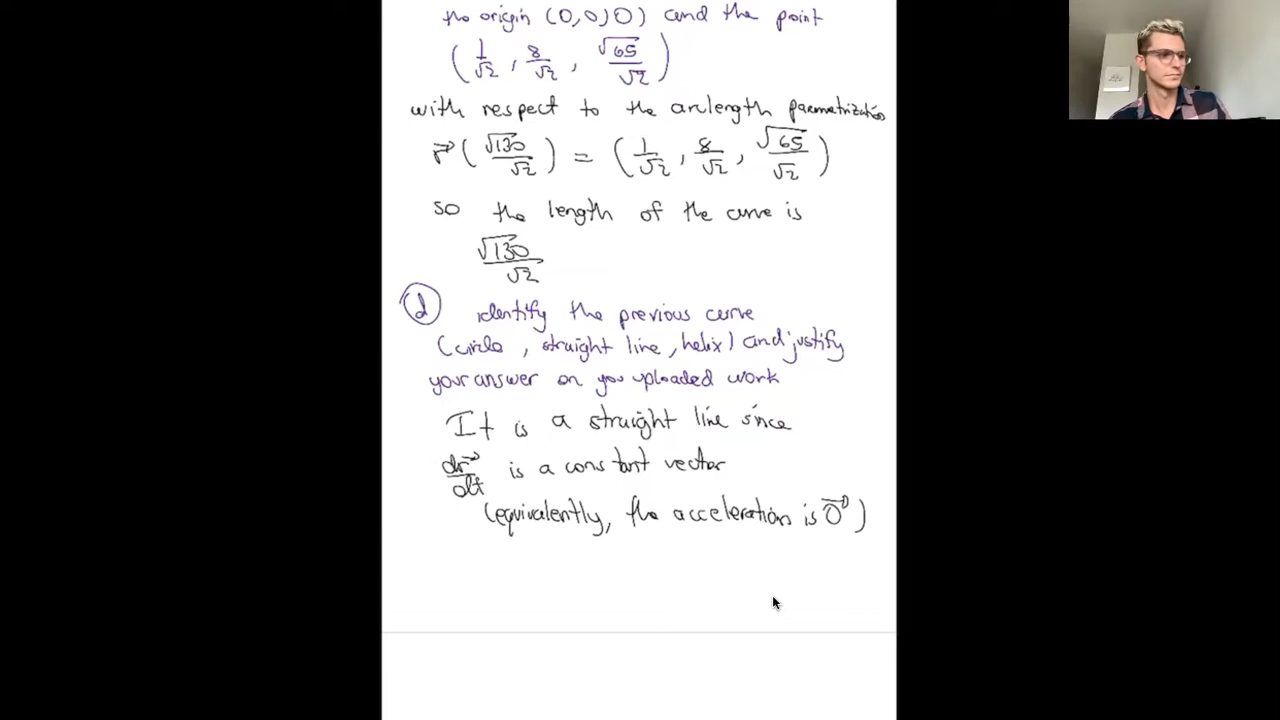 the origin (0,0,0) and the point
(1/√2, 8/√2, √65/√2)
with respect to the arclength parametrization
r⃗(√130/√2) = (1/√2, 8/√2, √65/√2)
so the length of the curve is
√130/√2
d identify the previous curve
(circle, straight line, helix) and justify
your answer on you uploaded work
It is a straight line since
dr⃗/dt is a constant vector
(equivalently, the acceleration is 0⃗)